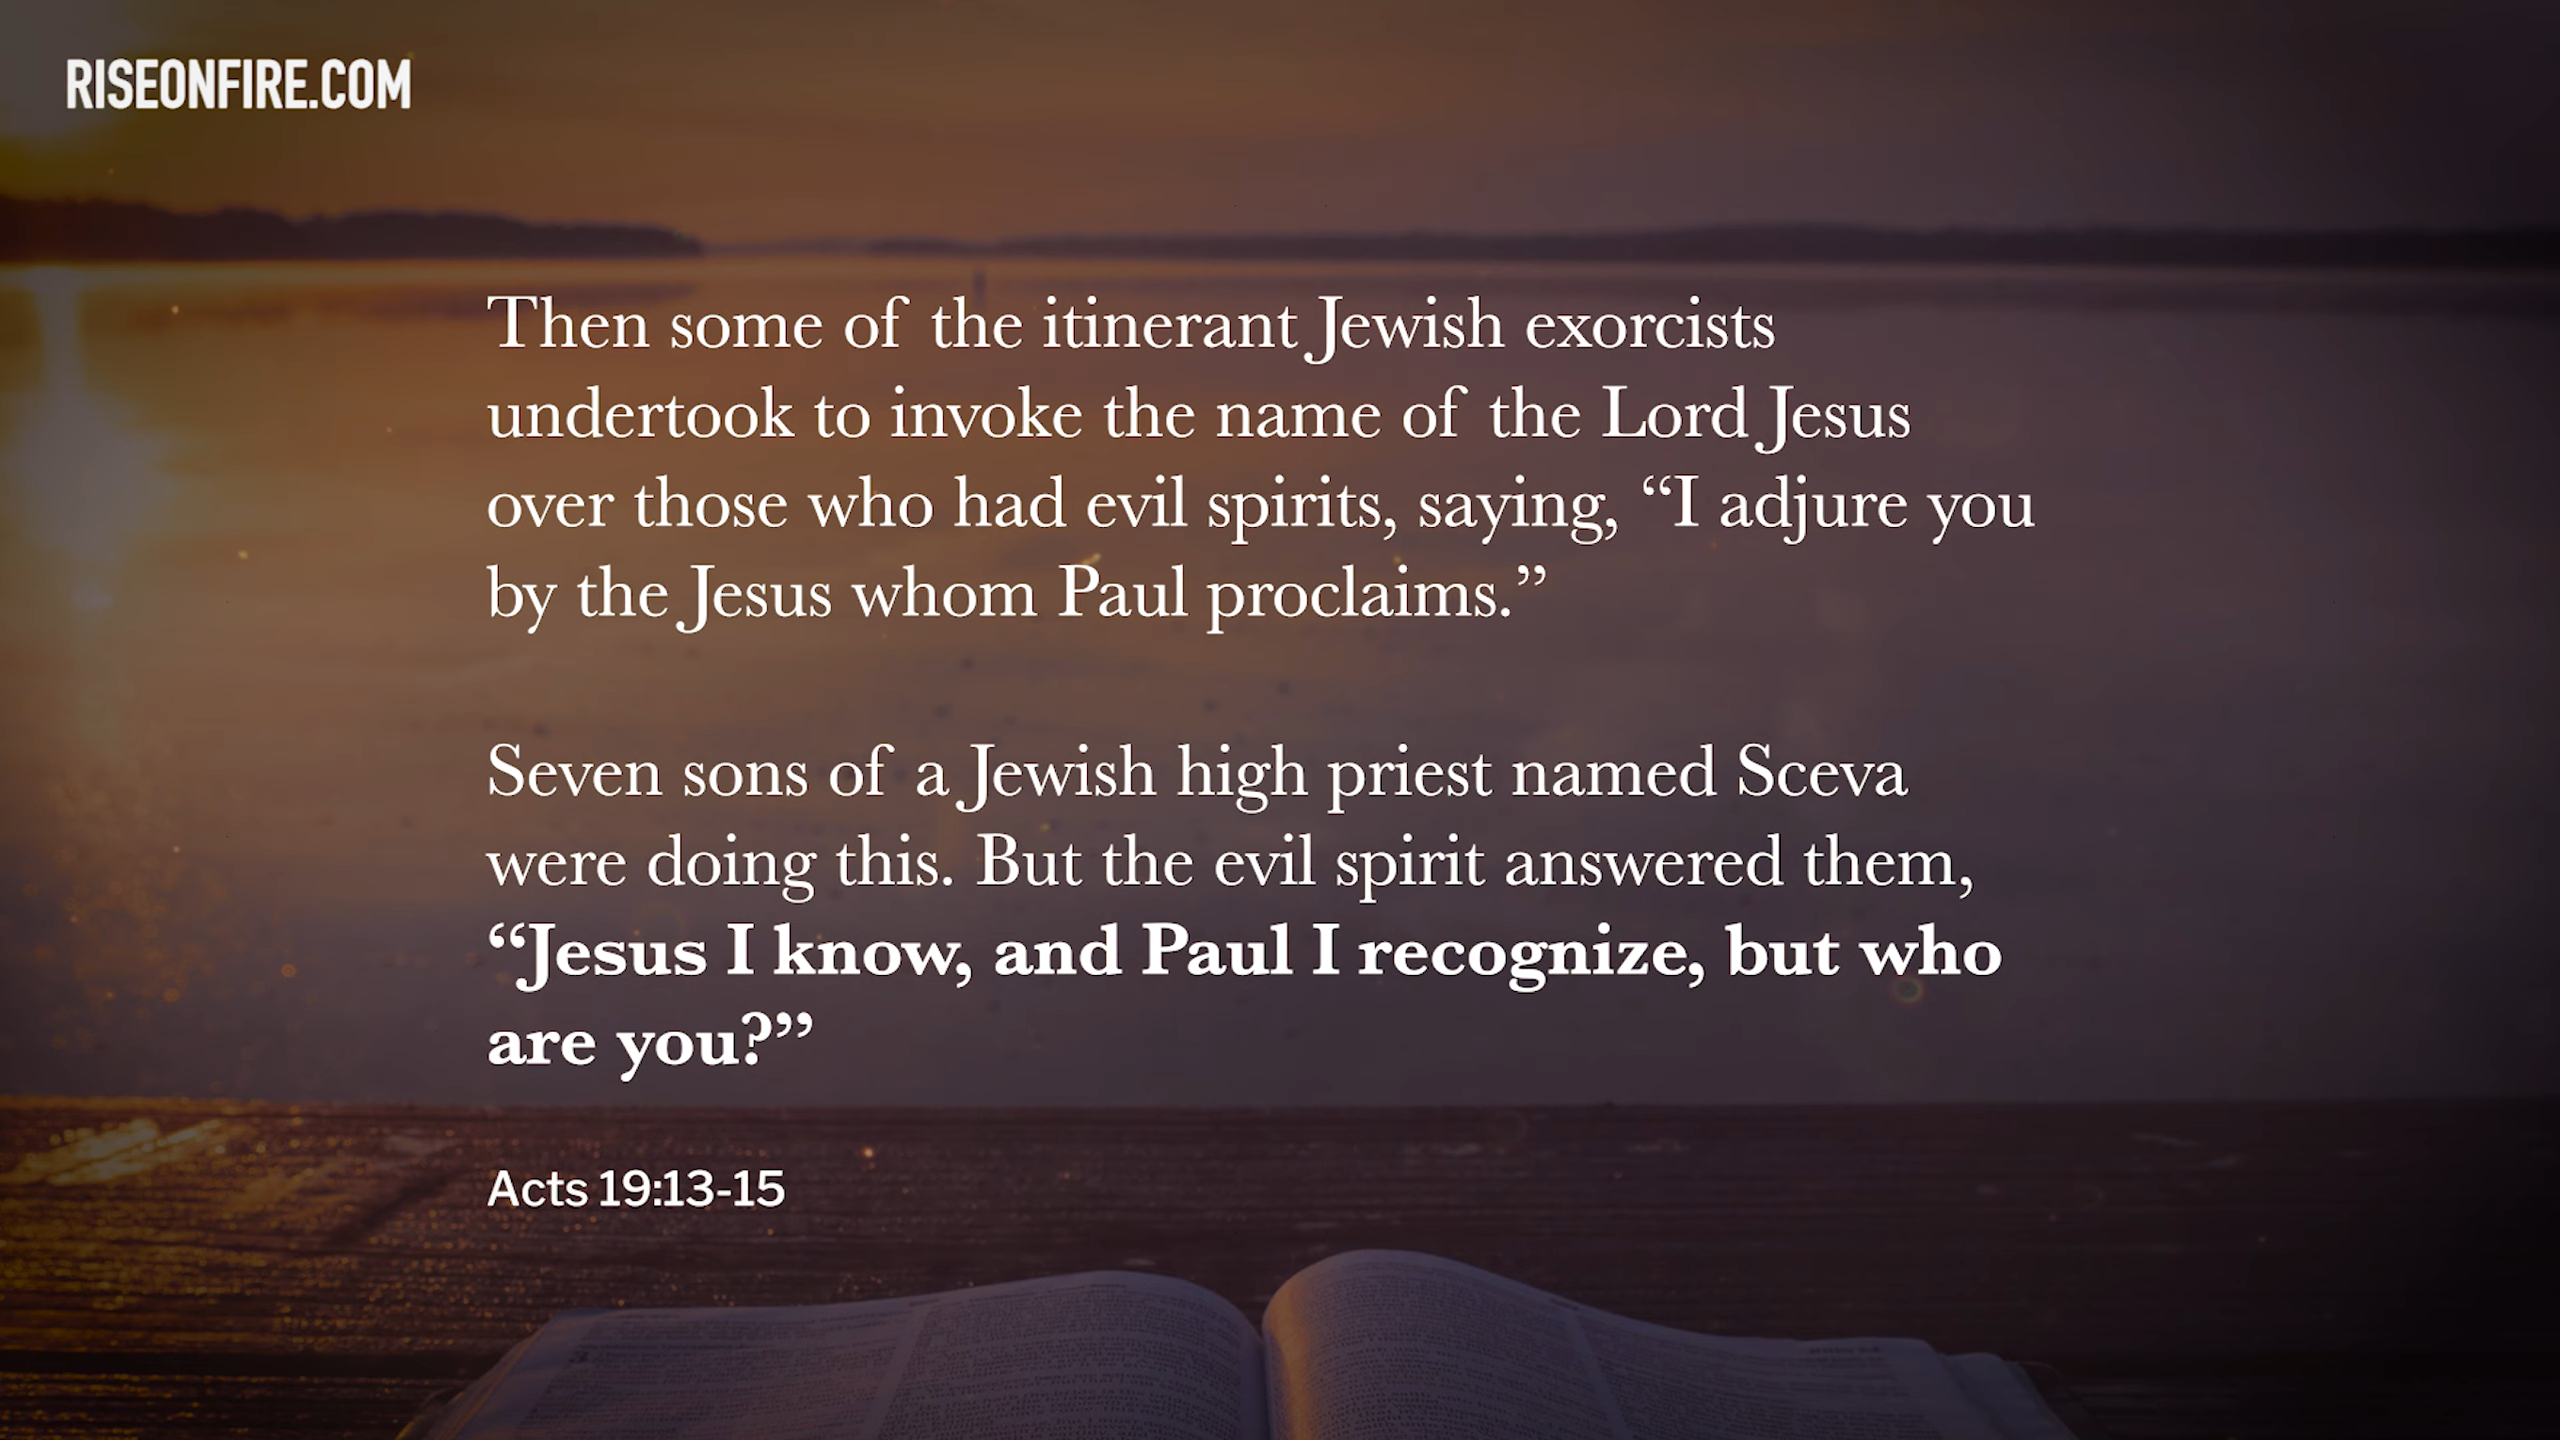 RISEONFIRE.COM
Then some of the itinerant Jewish exorcists
undertook to invoke the name of the Lord Jesus
over those who had evil spirits, saying, “I adjure you
by the Jesus whom Paul proclaims.”
Seven sons of a Jewish high priest named Sceva
were doing this. But the evil spirit answered them,
“Jesus I know, and Paul I recognize, but who
are you?”
Acts 19:13-15